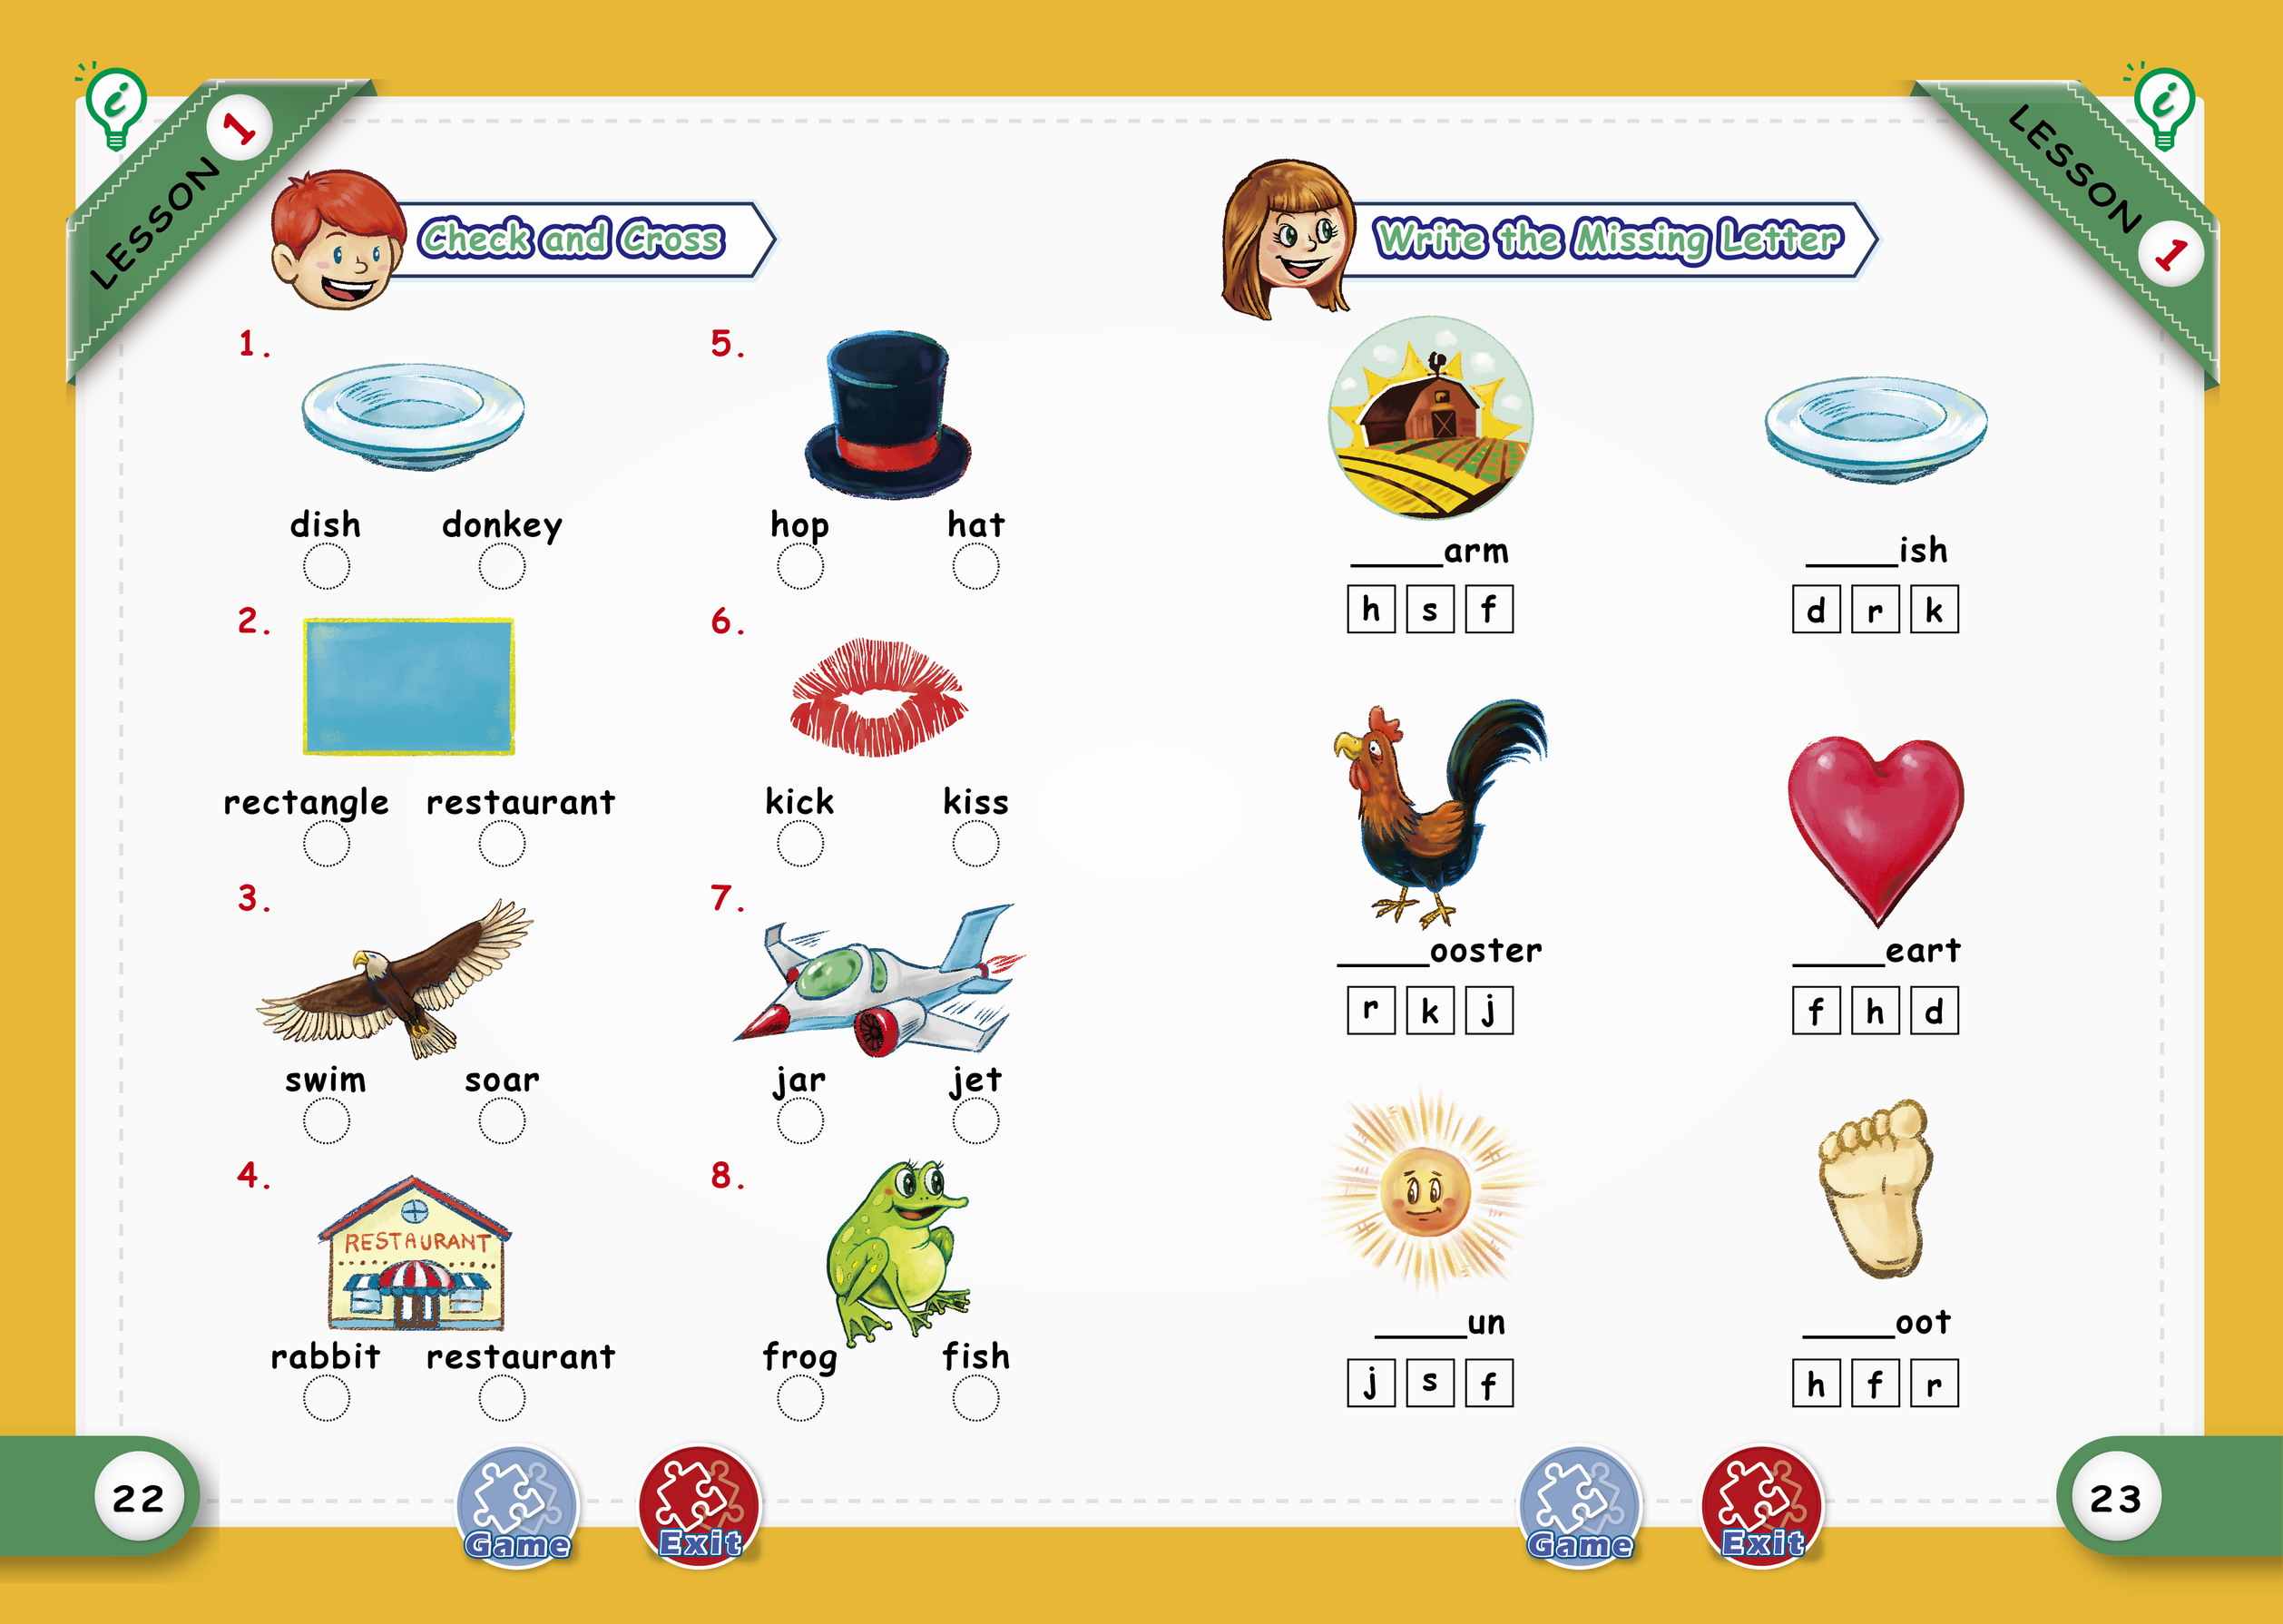 LESSON 1
Check and Cross
1.
dish donkey
2.
rectangle restaurant
3.
swim soar
4.
RESTAURANT
rabbit restaurant
5.
hop hat
6.
kick kiss
7.
jar jet
8.
frog fish
22
Game Exit
LESSON 1
Write the Missing Letter
_____arm
h s f
_____ish
d r k
_____ooster
r k j
_____eart
f h d
_____un
j s f
_____oot
h f r
Game Exit
23